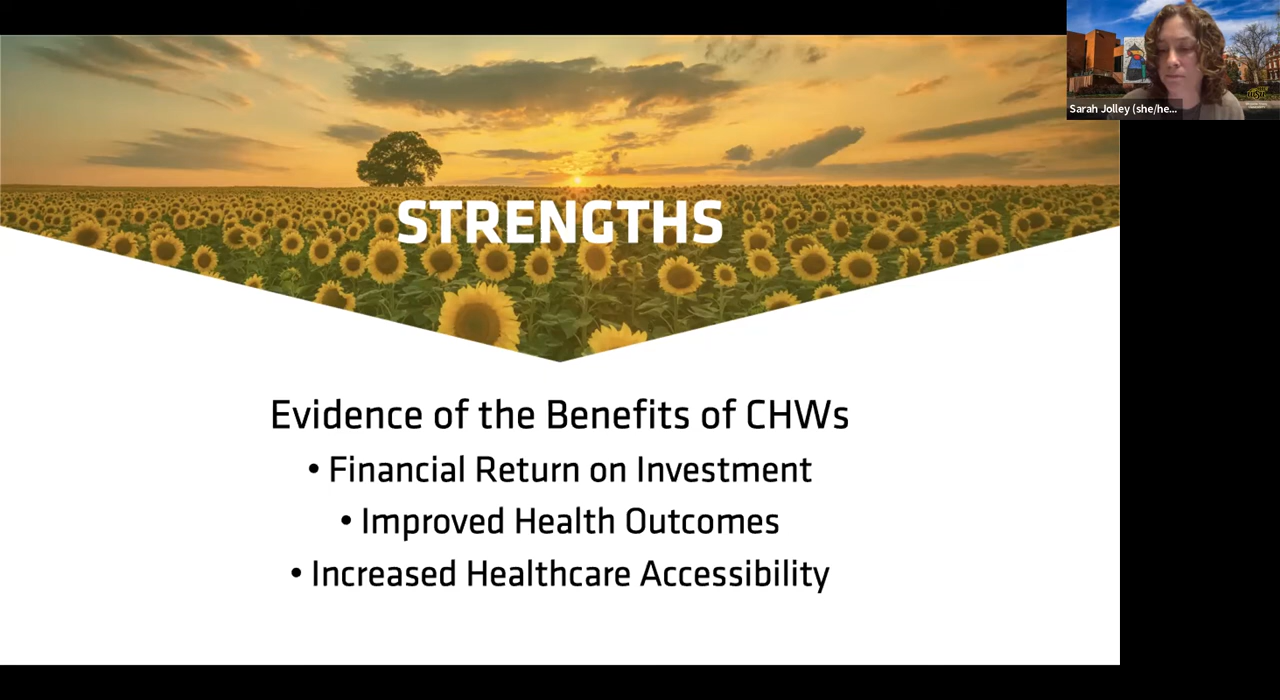 Sarah Jolley (she/he...
STRENGTHS
Evidence of the Benefits of CHWs
• Financial Return on Investment
• Improved Health Outcomes
• Increased Healthcare Accessibility